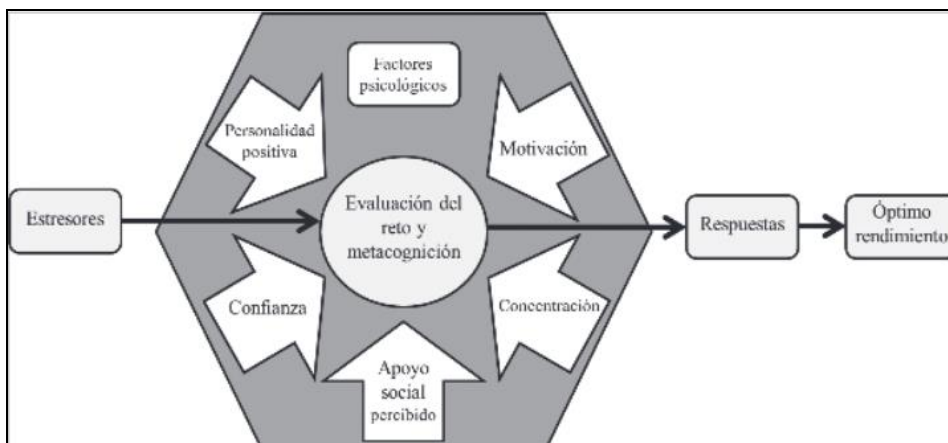 Factores
psicológicos
Personalidad
positiva
Motivación
Estresores
Evaluación del
reto y
metacognición
Respuestas
Óptimo
rendimiento
Confianza
Concentración
Apoyo
social
percibido